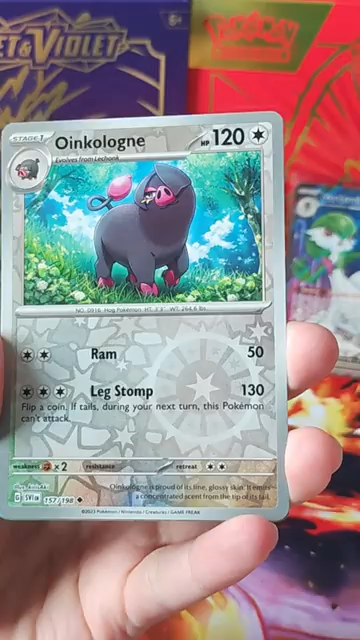 ET & VIOLET
STAGE 1
Oinkologne
HP 120
Evolves from Lechonk
NO. 0916 Hog Pokémon HT: 3'3" WT: 264.6 lbs.
Ram 50
Leg Stomp 130
Flip a coin. If tails, during your next turn, this Pokémon
can't attack.
weakness ×2 resistance retreat
Oinkologne is proud of its fine, glossy skin. It emits
a concentrated scent from the tip of its tail.
G SVI EN 157/198
©2023 Pokémon / Nintendo / Creatures / GAME FREAK